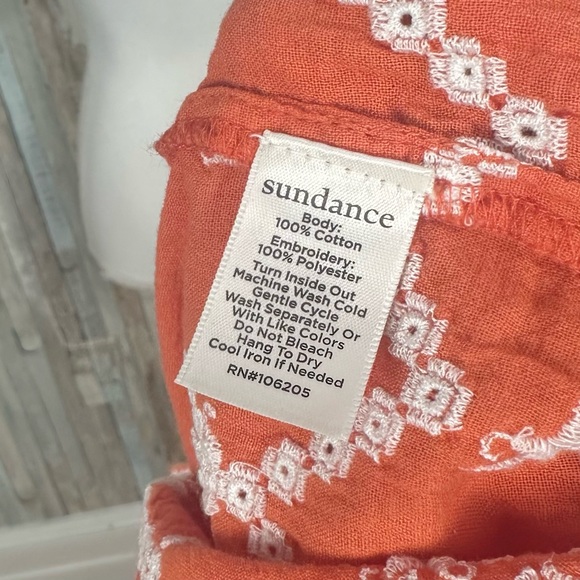 sundance
Body:
100% Cotton
Embroidery:
100% Polyester
Turn Inside Out
Machine Wash Cold
Gentle Cycle
Wash Separately Or
With Like Colors
Do Not Bleach
Hang To Dry
Cool Iron if Needed
RN#106205